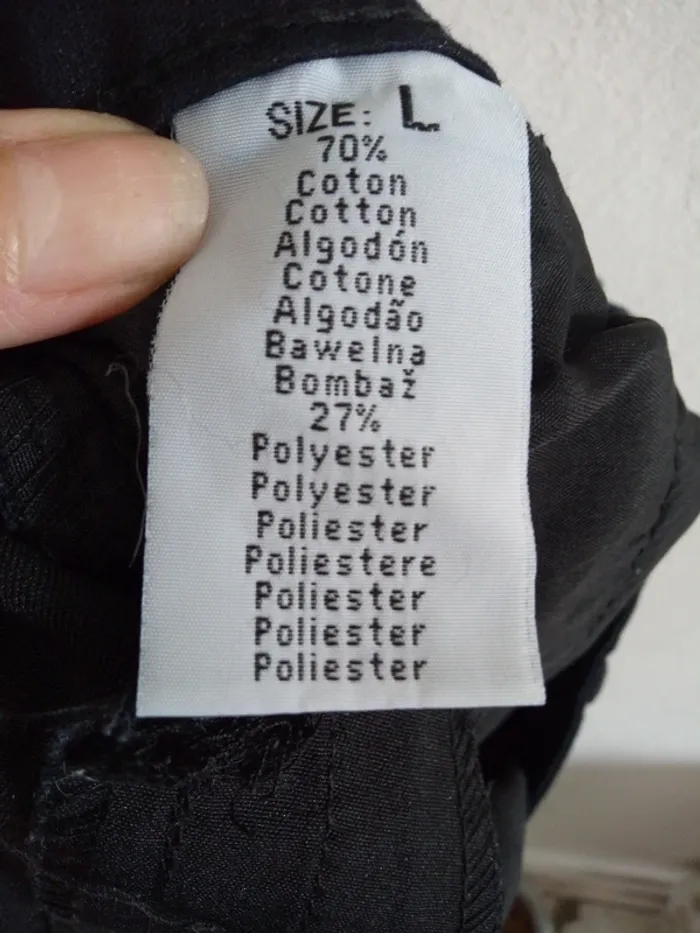 SIZE: L
70%
Coton
Cotton
Algodón
Cotone
Algodão
Bawelna
Bombaž
27%
Polyester
Polyester
Poliester
Poliestere
Poliester
Poliester
Poliester